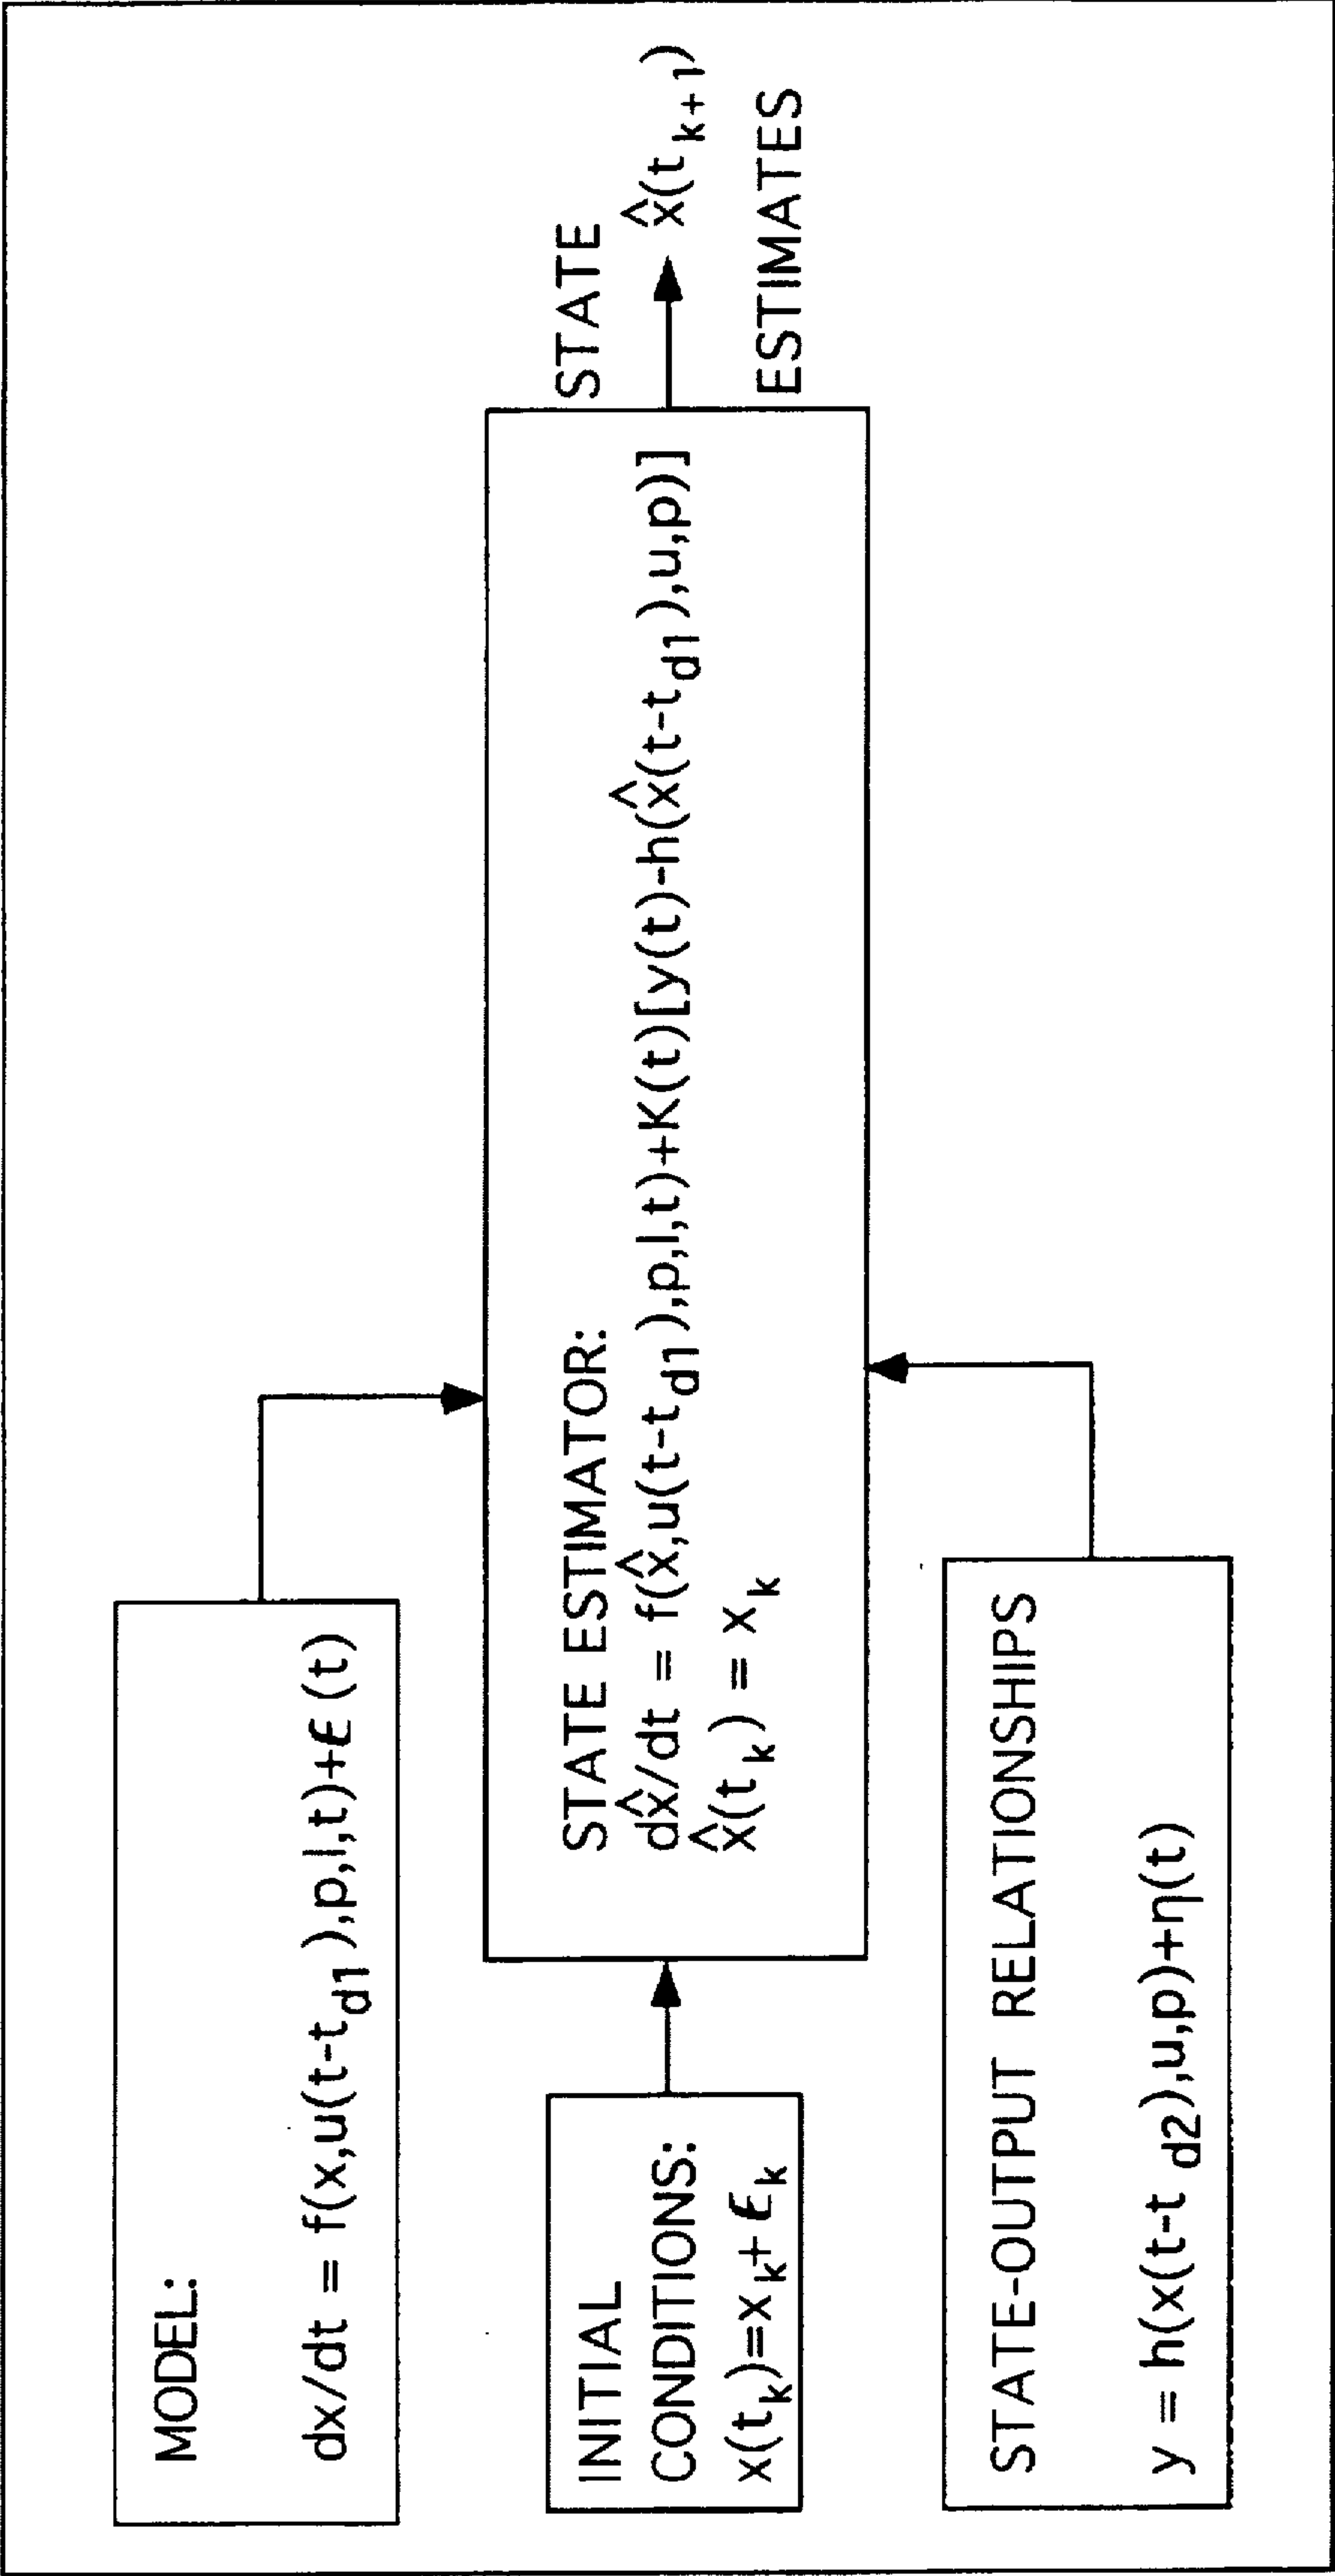 MODEL:
dx/dt = f(x,u(t-t_d1),p,l,t)+ε(t)
INITIAL
CONDITIONS:
x(t_k)=x_k+ε_k
STATE ESTIMATOR:
dx̂/dt = f(x̂,u(t-t_d1),p,l,t)+K(t)[y(t)-h(x̂(t-t_d1),u,p)]
x̂(t_k) = x_k
STATE
x̂(t_k+1)
ESTIMATES
STATE-OUTPUT RELATIONSHIPS
y = h(x(t-t_d2),u,p)+η(t)